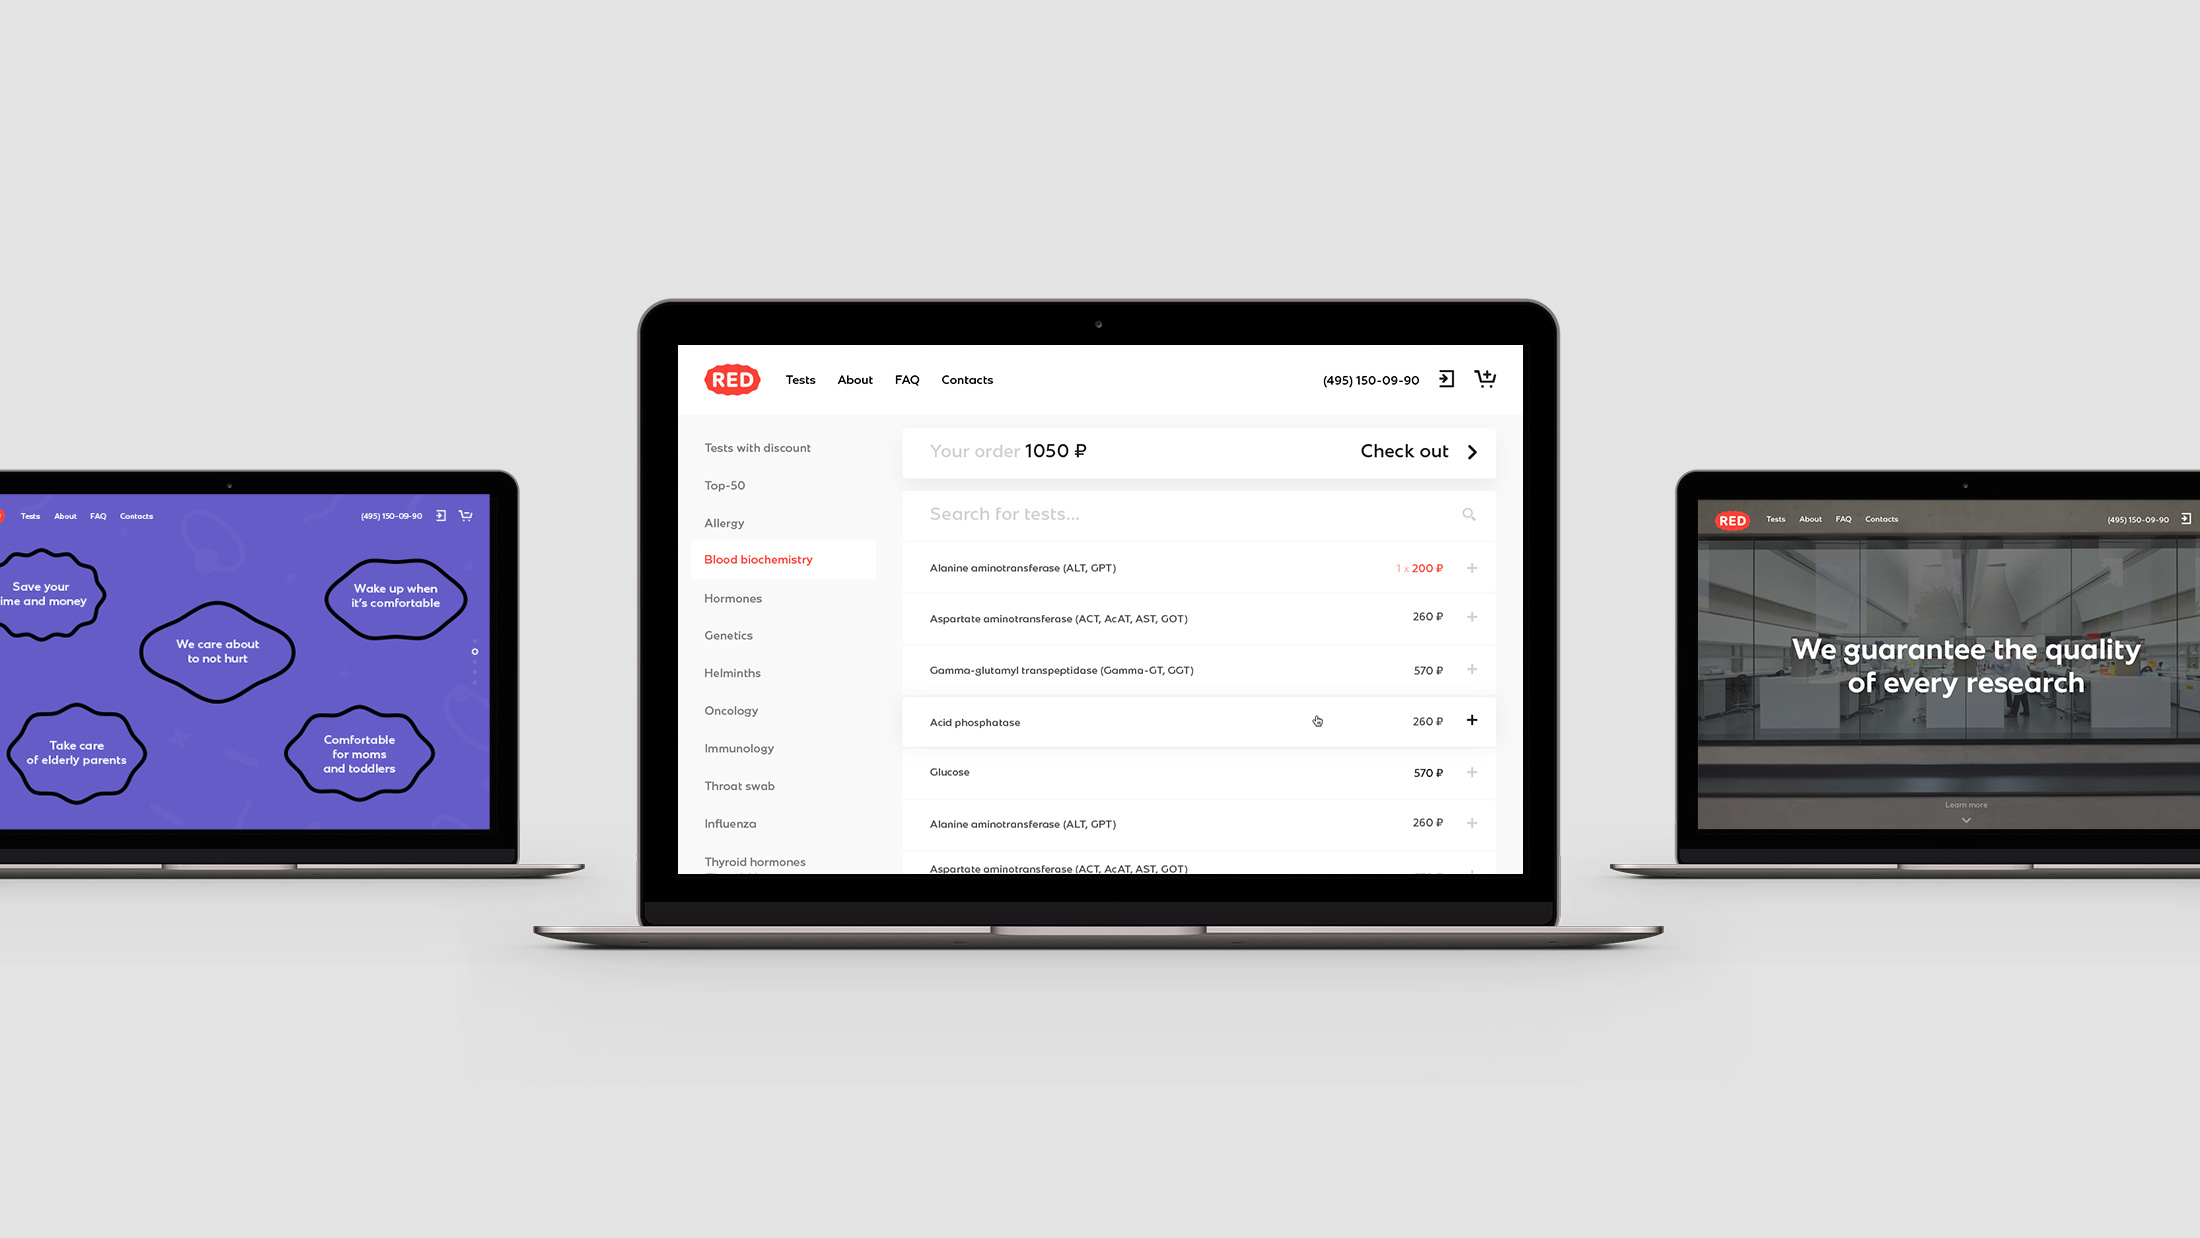 Tests About FAQ Contacts (495) 150-09-90
Save your
ime and money
Wake up when
it's comfortable
We care about
to not hurt
Take care
of elderly parents
Comfortable
for moms
and toddlers
RED Tests About FAQ Contacts (495) 150-09-90
Tests with discount
Top-50
Allergy
Blood biochemistry
Hormones
Genetics
Helminths
Oncology
Immunology
Throat swab
Influenza
Thyroid hormones
Your order 1050 ₽ Check out
Search for tests...
Alanine aminotransferase (ALT, GPT) 1 x 200 ₽
Aspartate aminotransferase (ACT, AcAT, AST, GOT) 260 ₽
Gamma-glutamyl transpeptidase (Gamma-GT, GGT) 570 ₽
Acid phosphatase 260 ₽
Glucose 570 ₽
Alanine aminotransferase (ALT, GPT) 260 ₽
Aspartate aminotransferase (ACT, AcAT, AST, GOT)
RED Tests About FAQ Contacts (495) 150-09-90
We guarantee the quality
of every research
Learn more